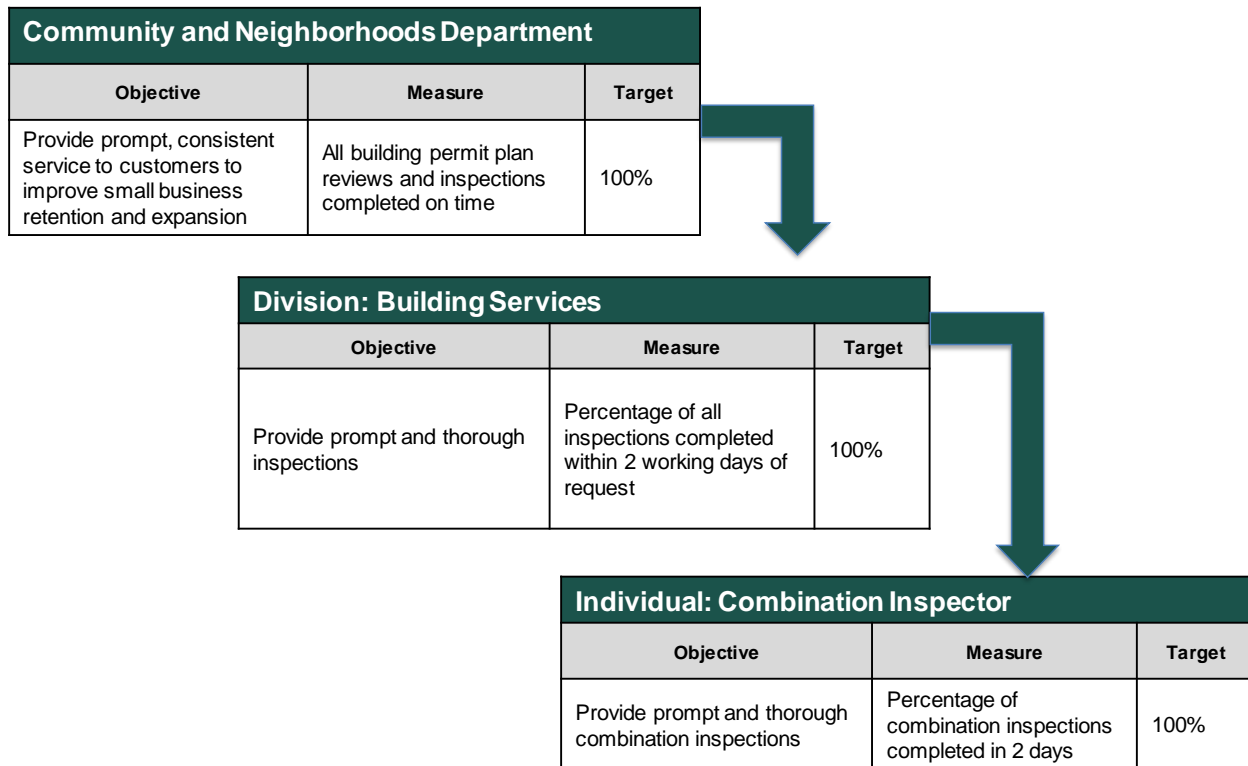 Community and Neighborhoods Department
Objective Measure Target
Provide prompt, consistent
service to customers to
improve small business
retention and expansion
All building permit plan
reviews and inspections
completed on time
100%
Division: Building Services
Objective Measure Target
Provide prompt and thorough
inspections
Percentage of all
inspections completed
within 2 working days of
request
100%
Individual: Combination Inspector
Objective Measure Target
Provide prompt and thorough
combination inspections
Percentage of
combination inspections
completed in 2 days
100%